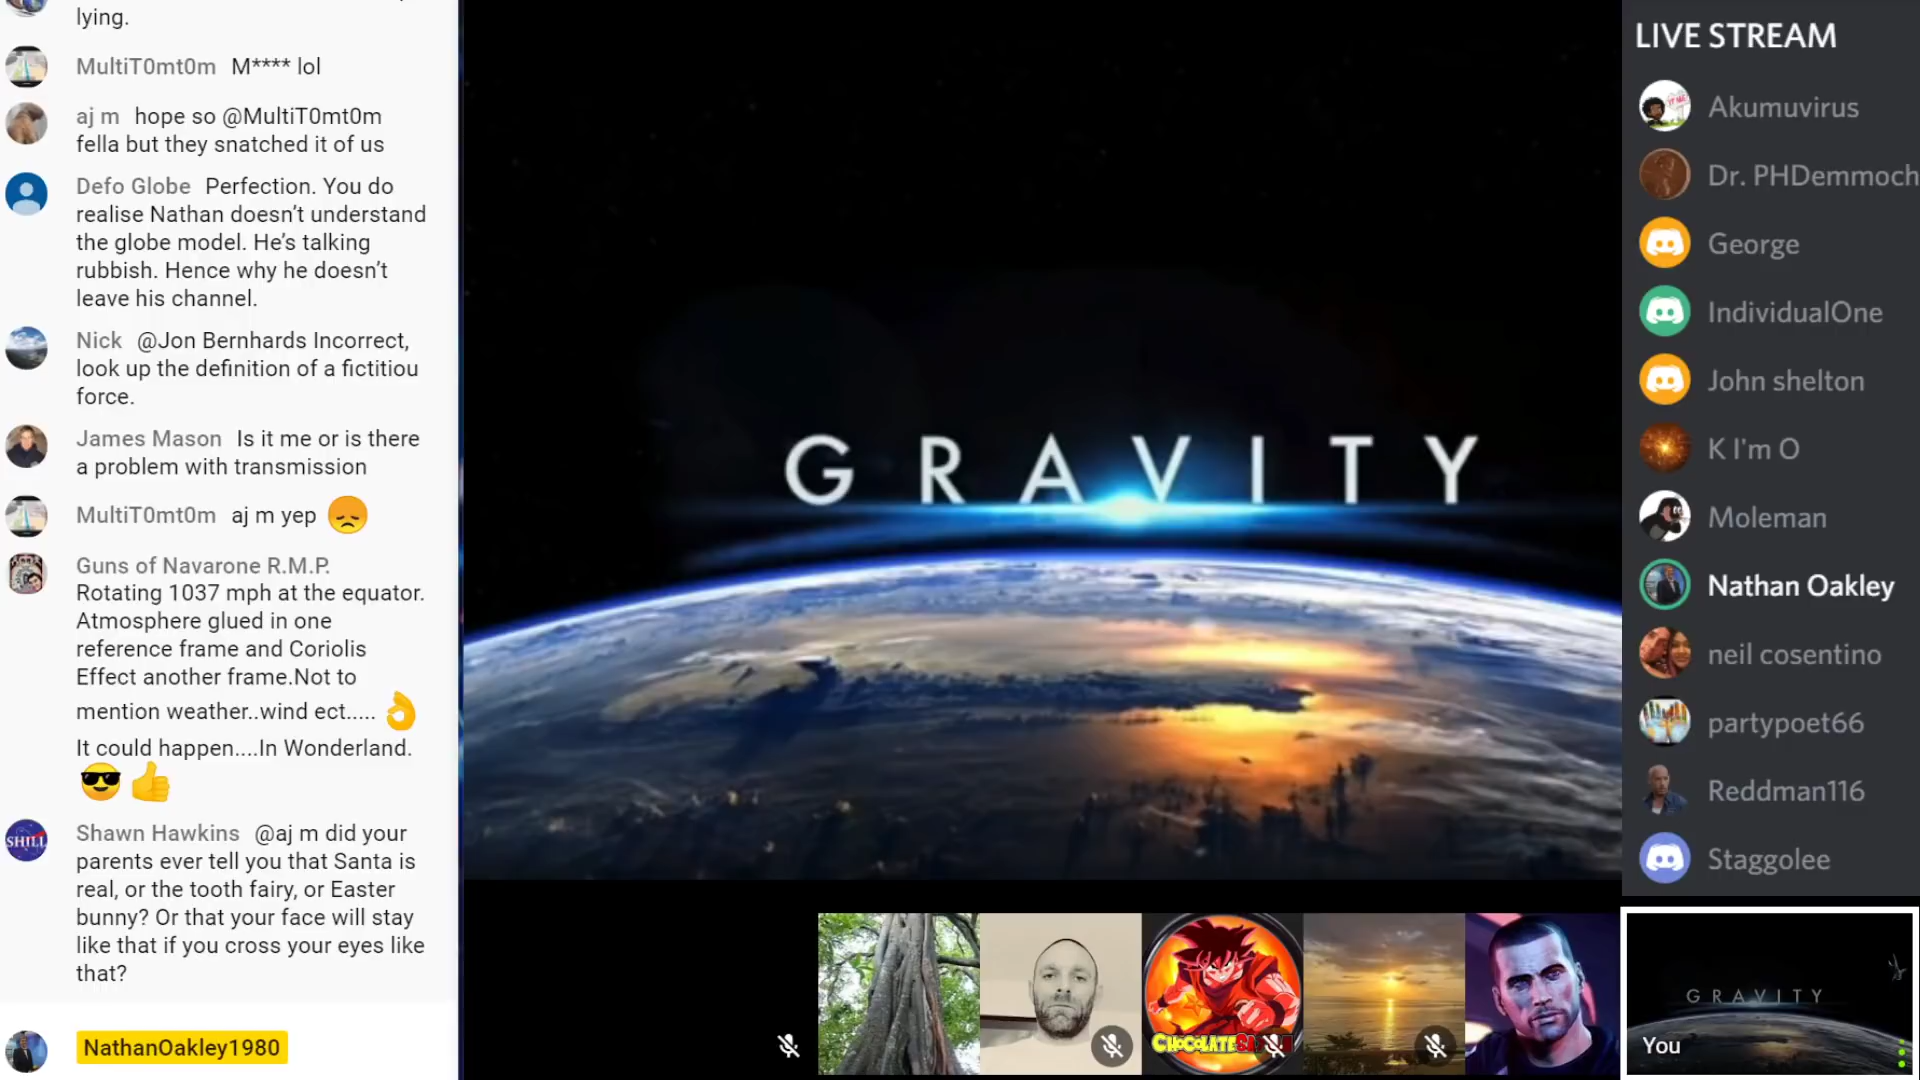 lying.
MultiT0mt0m M**** lol
aj m hope so @MultiT0mt0m
fella but they snatched it of us
Defo Globe Perfection. You do
realise Nathan doesn’t understand
the globe model. He’s talking
rubbish. Hence why he doesn’t
leave his channel.
Nick @Jon Bernhards Incorrect,
look up the definition of a fictitiou
force.
James Mason Is it me or is there
a problem with transmission
MultiT0mt0m aj m yep 😞
Guns of Navarone R.M.P.
Rotating 1037 mph at the equator.
Atmosphere glued in one
reference frame and Coriolis
Effect another frame.Not to
mention weather..wind ect..... 👌
It could happen....In Wonderland.
😎 👍
SHILL
Shawn Hawkins @aj m did your
parents ever tell you that Santa is
real, or the tooth fairy, or Easter
bunny? Or that your face will stay
like that if you cross your eyes like
that?
NathanOakley1980
GRAVITY
LIVE STREAM
Akumuvirus
Dr. PHDemmoch
George
IndividualOne
John shelton
K I'm O
Moleman
Nathan Oakley
neil cosentino
partypoet66
Reddman116
Staggolee
GRAVITY
You